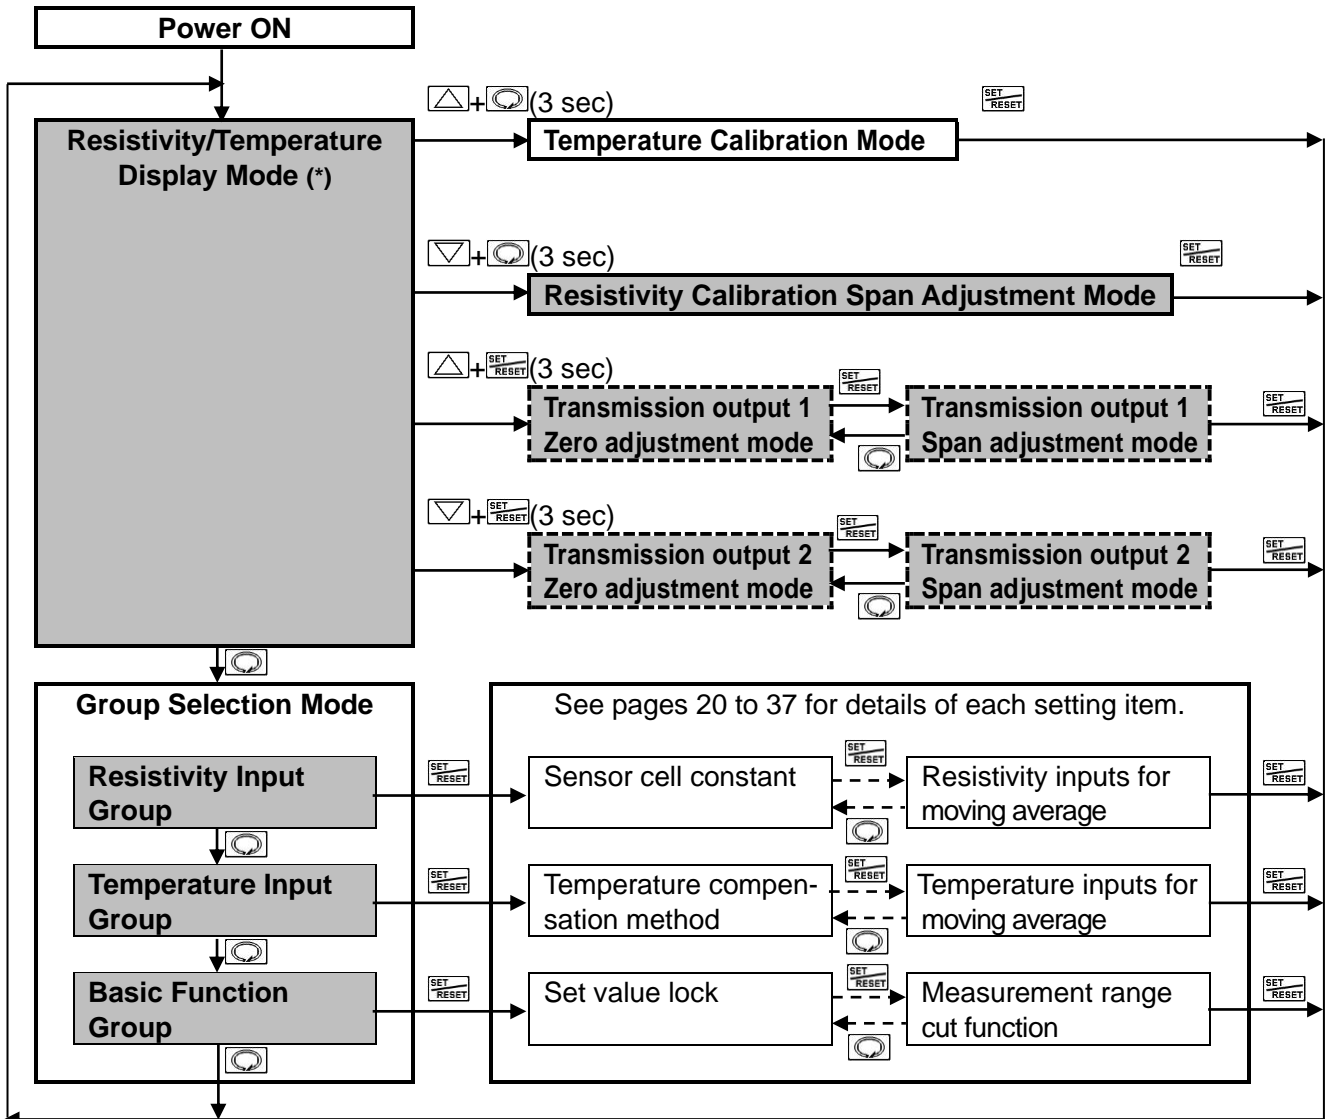 Power ON
+ (3 sec)
SET RESET
Resistivity/Temperature
Display Mode (*)
Temperature Calibration Mode
+ (3 sec)
SET RESET
Resistivity Calibration Span Adjustment Mode
+ SET RESET (3 sec)
SET RESET
SET RESET
Transmission output 1
Zero adjustment mode
Transmission output 1
Span adjustment mode
+ SET RESET (3 sec)
SET RESET
SET RESET
Transmission output 2
Zero adjustment mode
Transmission output 2
Span adjustment mode
Group Selection Mode
See pages 20 to 37 for details of each setting item.
Resistivity Input
Group
SET RESET
Sensor cell constant
SET RESET
Resistivity inputs for
moving average
SET RESET
Temperature Input
Group
SET RESET
Temperature compen-
sation method
SET RESET
Temperature inputs for
moving average
SET RESET
Basic Function
Group
SET RESET
Set value lock
SET RESET
Measurement range
cut function
SET RESET